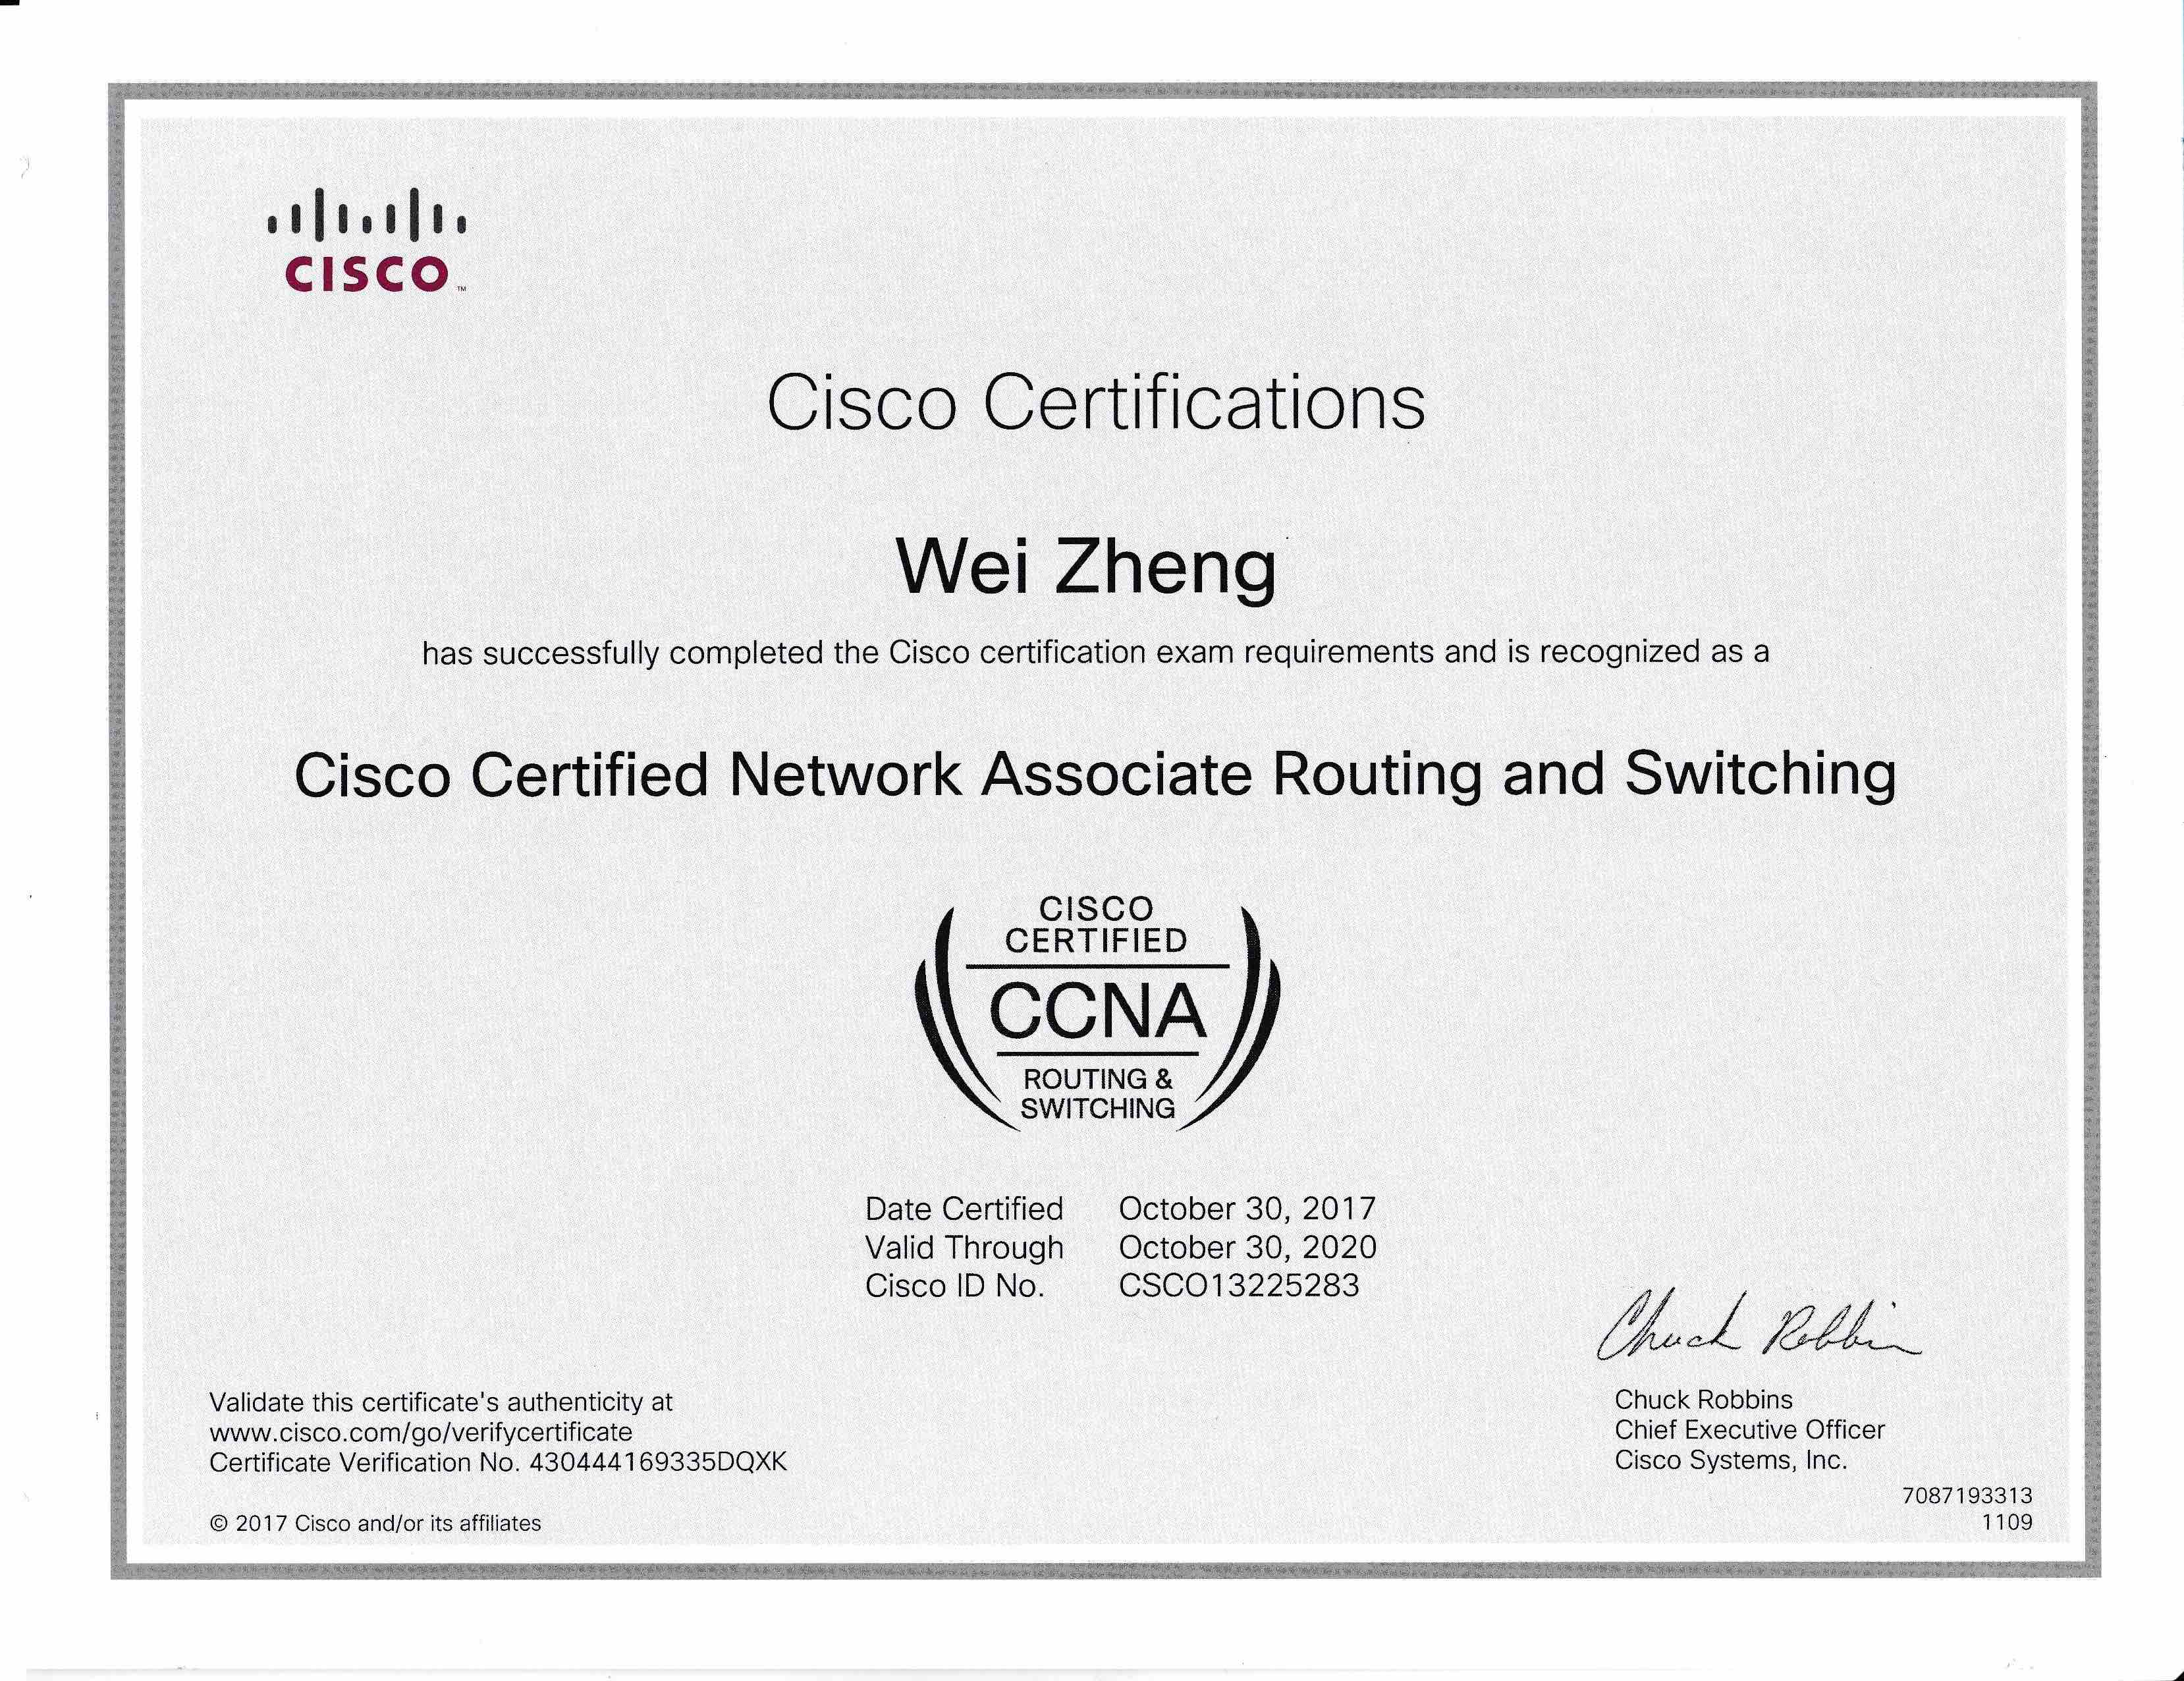 CISCO™
Cisco Certifications
Wei Zheng
has successfully completed the Cisco certification exam requirements and is recognized as a
Cisco Certified Network Associate Routing and Switching
CISCO
CERTIFIED
CCNA
ROUTING &
SWITCHING
Date Certified October 30, 2017
Valid Through October 30, 2020
Cisco ID No. CSCO13225283
Chuck Robbins
Validate this certificate's authenticity at
www.cisco.com/go/verifycertificate
Certificate Verification No. 430444169335DQXK
© 2017 Cisco and/or its affiliates
Chuck Robbins
Chief Executive Officer
Cisco Systems, Inc.
7087193313
1109